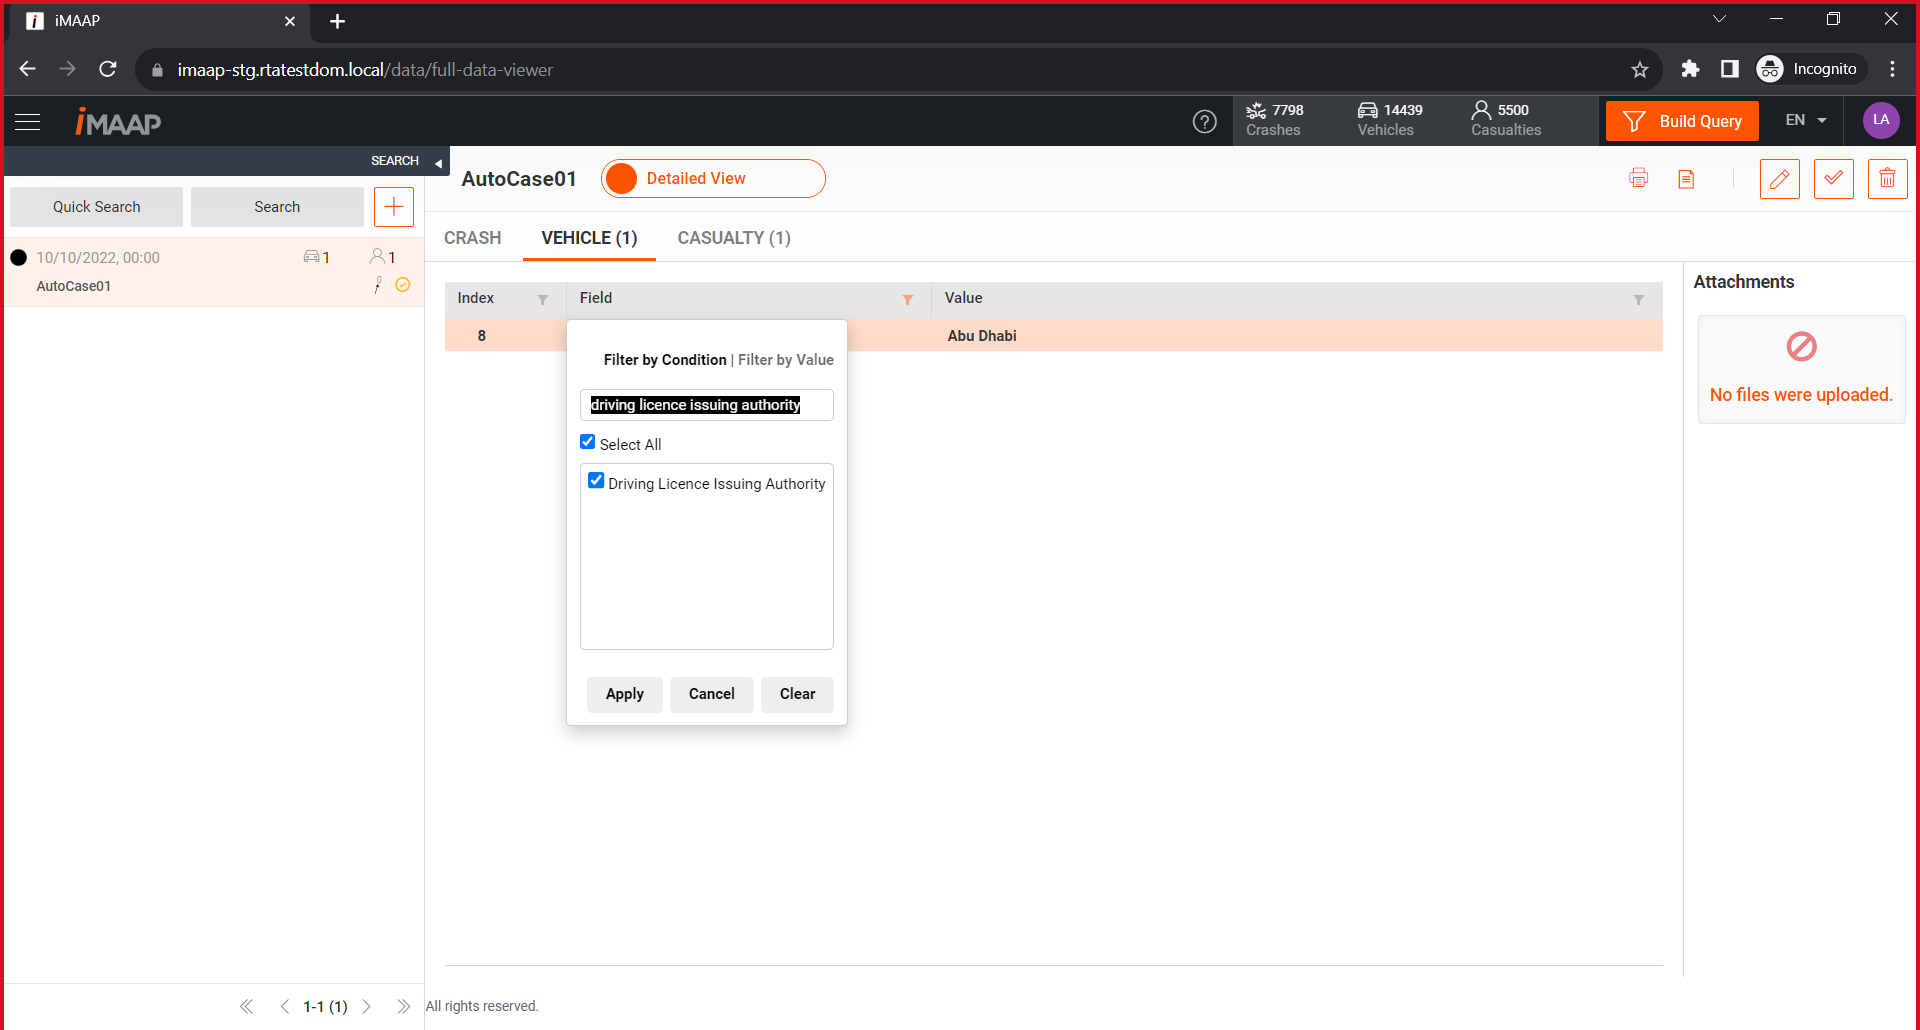 iMAAP
imaap-stg.rtatestdom.local/data/full-data-viewer
Incognito
iMAAP
7798
Crashes
14439
Vehicles
5500
Casualties
Build Query
EN
LA
SEARCH
AutoCase01
Detailed View
Quick Search
Search
CRASH
VEHICLE (1)
CASUALTY (1)
10/10/2022, 00:00
1
1
AutoCase01
Index
Field
Value
Attachments
8
Abu Dhabi
Filter by Condition | Filter by Value
driving licence issuing authority
Select All
Driving Licence Issuing Authority
Apply
Cancel
Clear
No files were uploaded.
1-1 (1)
All rights reserved.